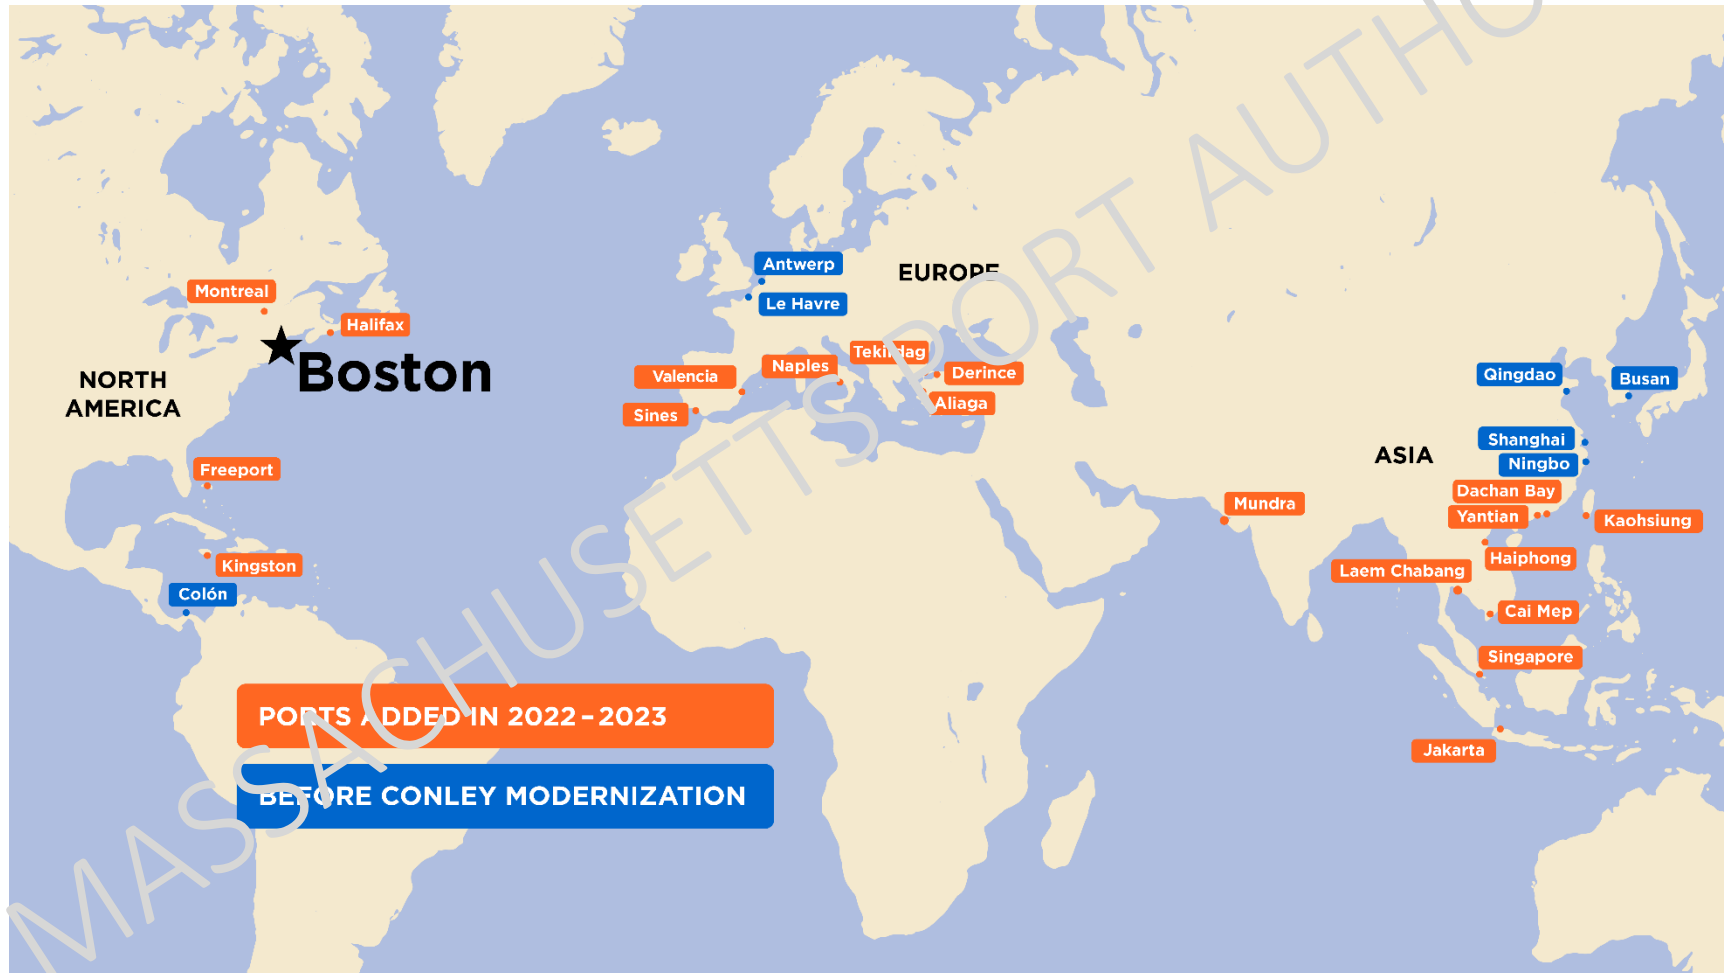 Antwerp
EUROPE
Le Havre
Montreal
Halifax
Boston
NORTH
AMERICA
Tekirdag
Naples
Derince
Valencia
Aliaga
Sines
Qingdao
Busan
Shanghai
ASIA
Ningbo
Freeport
Dachan Bay
Mundra
Yantian
Kaohsiung
Haiphong
Kingston
Laem Chabang
Colón
Cai Mep
Singapore
PORTS ADDED IN 2022–2023
Jakarta
BEFORE CONLEY MODERNIZATION
MASSACHUSETTS PORT AUTHO